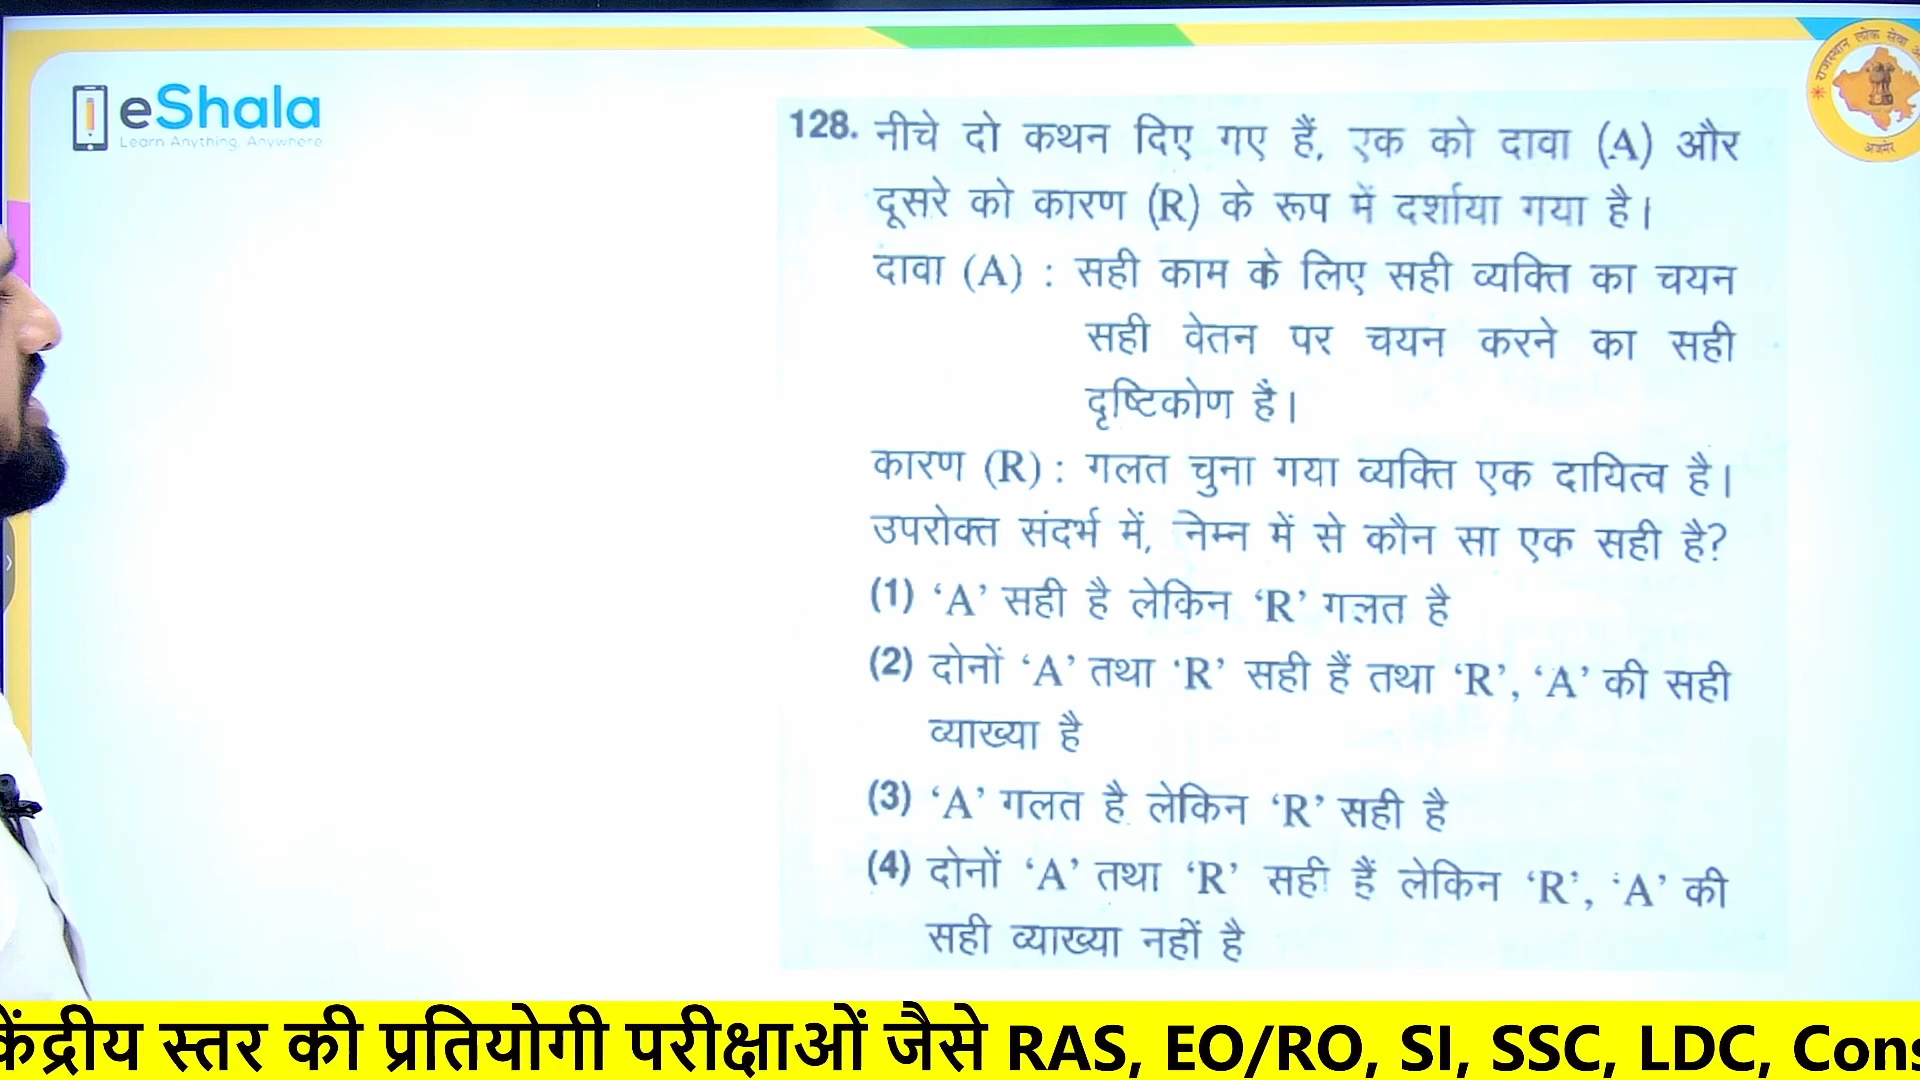 eShala
Learn Anything, Anywhere
राजस्थान लोक सेवा
अजमेर
128. नीचे दो कथन दिए गए हैं, एक को दावा (A) और
दूसरे को कारण (R) के रूप में दर्शाया गया है।
दावा (A) : सही काम के लिए सही व्यक्ति का चयन
सही वेतन पर चयन करने का सही
दृष्टिकोण है।
कारण (R) : गलत चुना गया व्यक्ति एक दायित्व है।
उपरोक्त संदर्भ में, निम्न में से कौन सा एक सही है?
(1) ‘A’ सही है लेकिन ‘R’ गलत है
(2) दोनों ‘A’ तथा ‘R’ सही हैं तथा ‘R’, ‘A’ की सही
व्याख्या है
(3) ‘A’ गलत है लेकिन ‘R’ सही है
(4) दोनों ‘A’ तथा ‘R’ सही हैं लेकिन ‘R’, ‘A’ की
सही व्याख्या नहीं है
केंद्रीय स्तर की प्रतियोगी परीक्षाओं जैसे RAS, EO/RO, SI, SSC, LDC, Cons